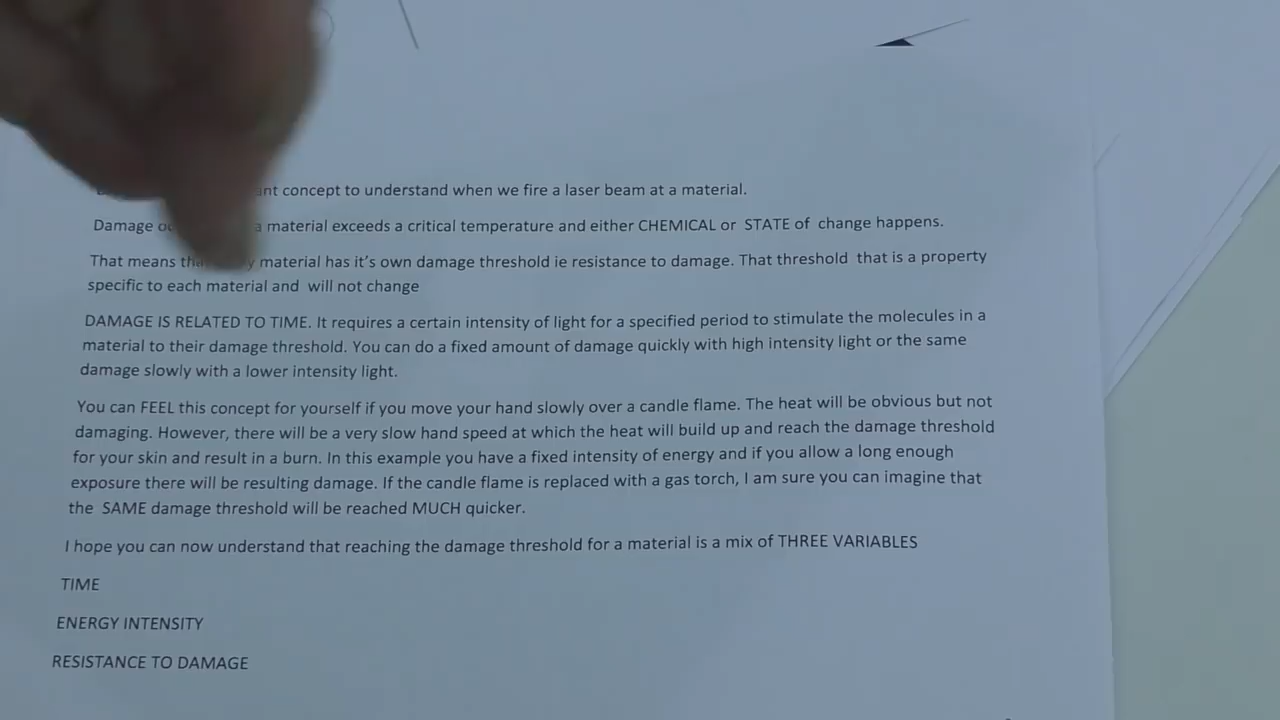 concept to understand when we fire a laser beam at a material.
Damage a material exceeds a critical temperature and either CHEMICAL or STATE of change happens.
That means material has it's own damage threshold ie resistance to damage. That threshold that is a property
specific to each material and will not change
DAMAGE IS RELATED TO TIME. It requires a certain intensity of light for a specified period to stimulate the molecules in a
material to their damage threshold. You can do a fixed amount of damage quickly with high intensity light or the same
damage slowly with a lower intensity light.
You can FEEL this concept for yourself if you move your hand slowly over a candle flame. The heat will be obvious but not
damaging. However, there will be a very slow hand speed at which the heat will build up and reach the damage threshold
for your skin and result in a burn. In this example you have a fixed intensity of energy and if you allow a long enough
exposure there will be resulting damage. If the candle flame is replaced with a gas torch, I am sure you can imagine that
the SAME damage threshold will be reached MUCH quicker.
I hope you can now understand that reaching the damage threshold for a material is a mix of THREE VARIABLES
TIME
ENERGY INTENSITY
RESISTANCE TO DAMAGE